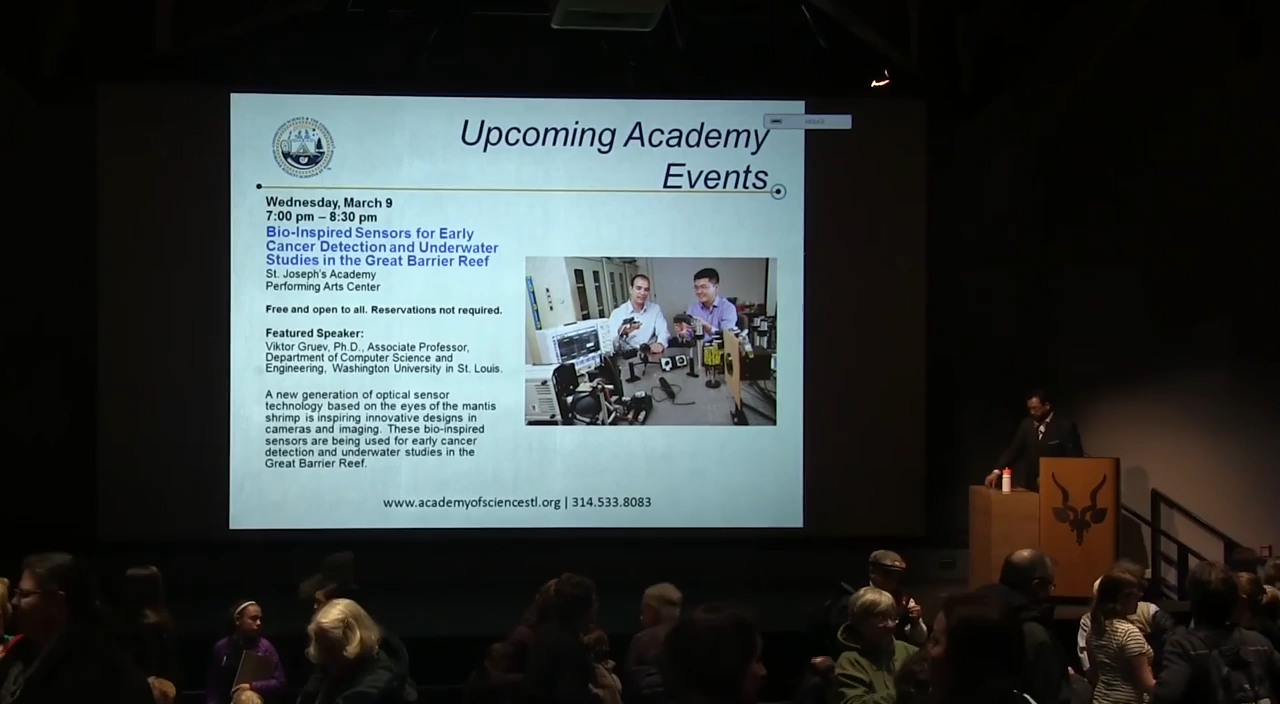 Upcoming Academy
Events
Wednesday, March 9
7:00 pm – 8:30 pm
Bio-Inspired Sensors for Early
Cancer Detection and Underwater
Studies in the Great Barrier Reef
St. Joseph's Academy
Performing Arts Center
Free and open to all. Reservations not required.
Featured Speaker:
Viktor Gruev, Ph.D., Associate Professor,
Department of Computer Science and
Engineering, Washington University in St. Louis.
A new generation of optical sensor
technology based on the eyes of the mantis
shrimp is inspiring innovative designs in
cameras and imaging. These bio-inspired
sensors are being used for early cancer
detection and underwater studies in the
Great Barrier Reef.
www.academyofsciencestl.org | 314.533.8083